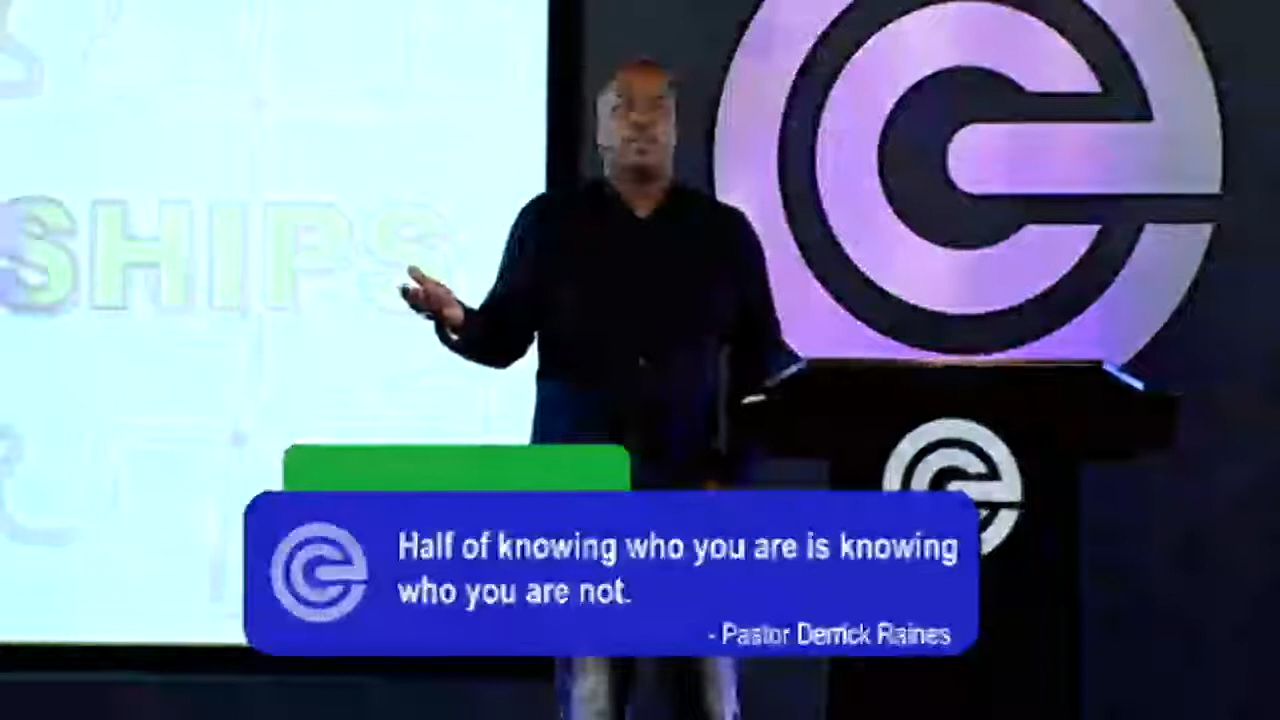 SHIPS
Half of knowing who you are is knowing
who you are not.
- Pastor Derrick Raines